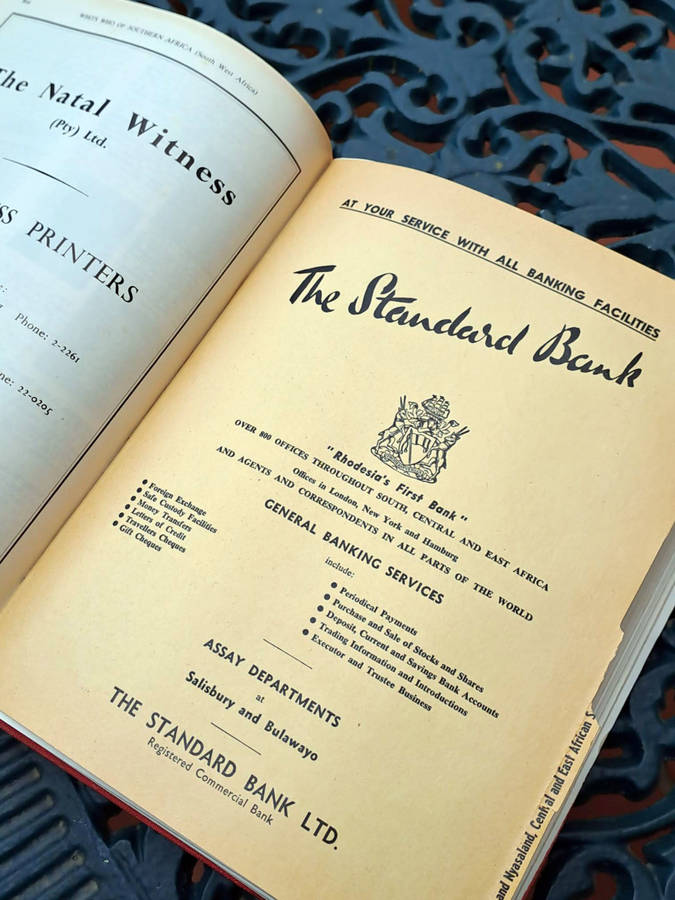 WHO'S WHO OF SOUTHERN AFRICA (South West Africa)
The Natal Witness
(Pty) Ltd.
PRINTERS
Phone: 2-2261
22-0205
AT YOUR SERVICE WITH ALL BANKING FACILITIES
The Standard Bank
"Rhodesia's First Bank"
OVER 800 OFFICES THROUGHOUT SOUTH, CENTRAL AND EAST AFRICA
Offices in London, New York and Hamburg
AND AGENTS AND CORRESPONDENTS IN ALL PARTS OF THE WORLD
GENERAL BANKING SERVICES
include:
● Foreign Exchange
● Safe Custody Facilities
● Money Transfers
● Letters of Credit
● Travellers Cheques
● Gift Cheques
● Periodical Payments
● Purchase and Sale of Stocks and Shares
● Deposit, Current and Savings Bank Accounts
● Trading Information and Introductions
● Executor and Trustee Business
ASSAY DEPARTMENTS
at
Salisbury and Bulawayo
THE STANDARD BANK LTD.
Registered Commercial Bank
and Nyasaland, Central and East African